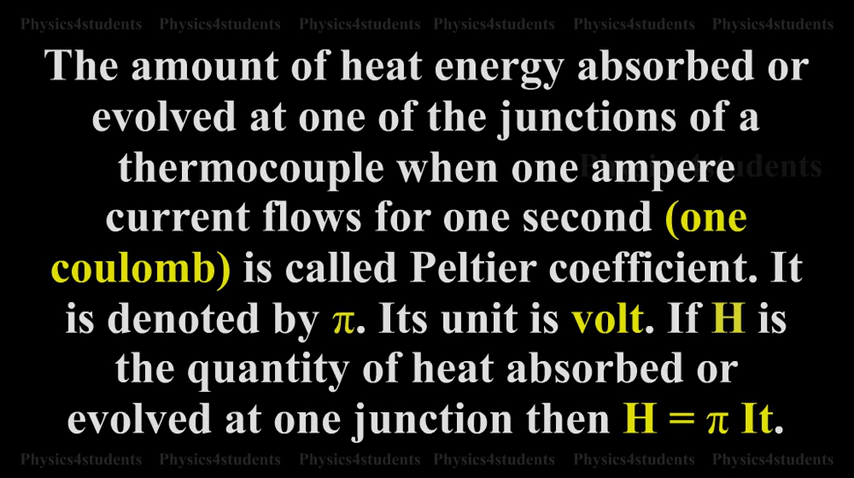 Physics4students Physics4students Physics4students Physics4students Physics4students Physics4students
The amount of heat energy absorbed or
evolved at one of the junctions of a
thermocouple when one ampere
Physics4students
current flows for one second (one
coulomb) is called Peltier coefficient. It
is denoted by π. Its unit is volt. If H is
the quantity of heat absorbed or
evolved at one junction then H = π It.
Physics4students Physics4students Physics4students Physics4students Physics4students Physics4students